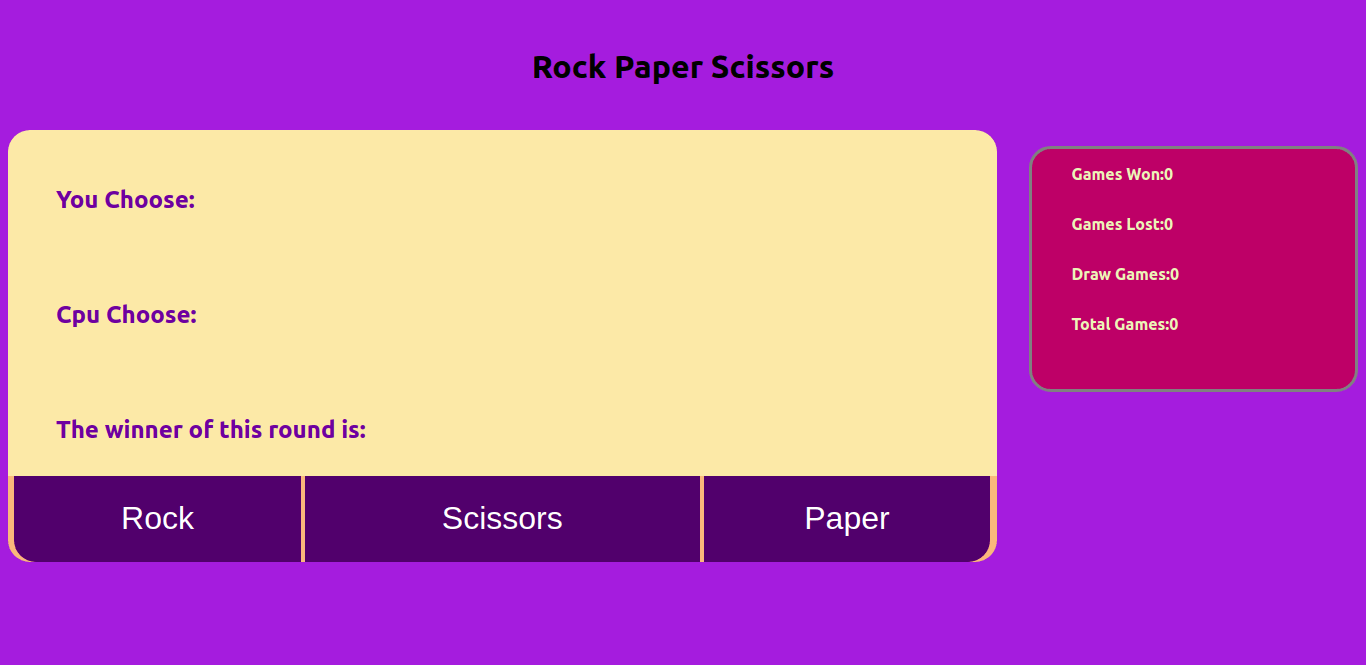 Rock Paper Scissors
You Choose:
Cpu Choose:
The winner of this round is:
Rock
Scissors
Paper
Games Won:0
Games Lost:0
Draw Games:0
Total Games:0